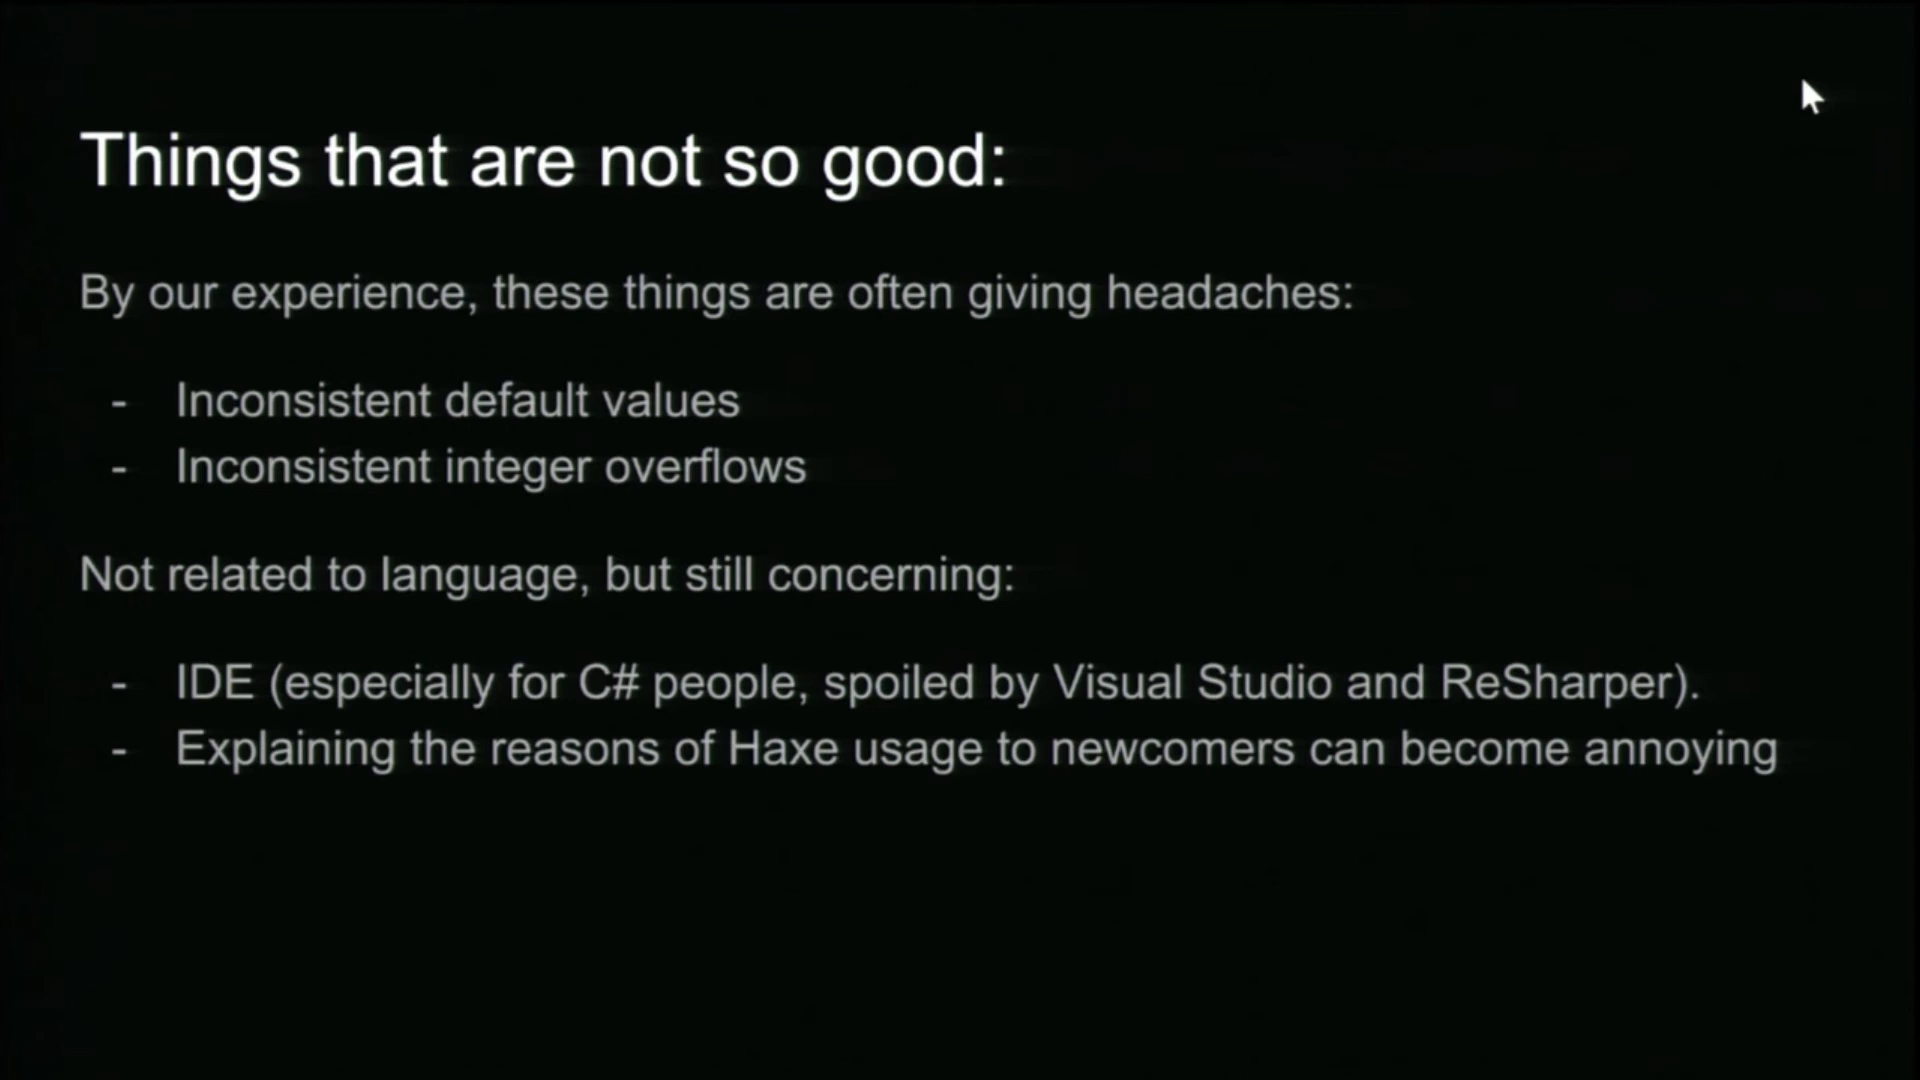 Things that are not so good:
By our experience, these things are often giving headaches:
- Inconsistent default values
- Inconsistent integer overflows
Not related to language, but still concerning:
- IDE (especially for C# people, spoiled by Visual Studio and ReSharper).
- Explaining the reasons of Haxe usage to newcomers can become annoying